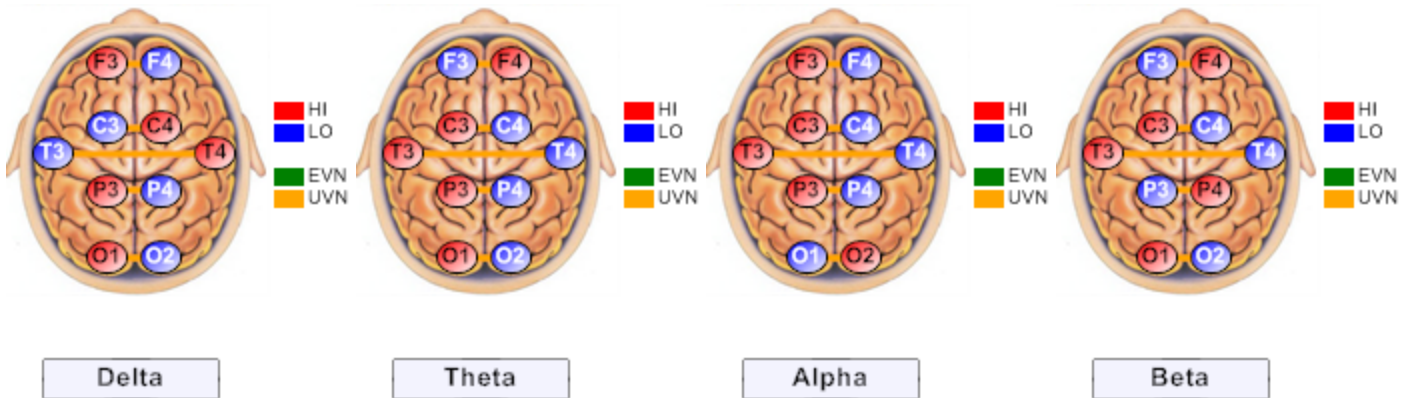 F3 F4 F3 F4 F3 F4 F3 F4
HI HI HI HI
C3 C4 LO C3 C4 LO C3 C4 LO C3 C4 LO
T3 T4 T3 T4 T3 T4 T3 T4
EVN EVN EVN EVN
P3 P4 UVN P3 P4 UVN P3 P4 UVN P3 P4 UVN
O1 O2 O1 O2 O1 O2 O1 O2
Delta Theta Alpha Beta